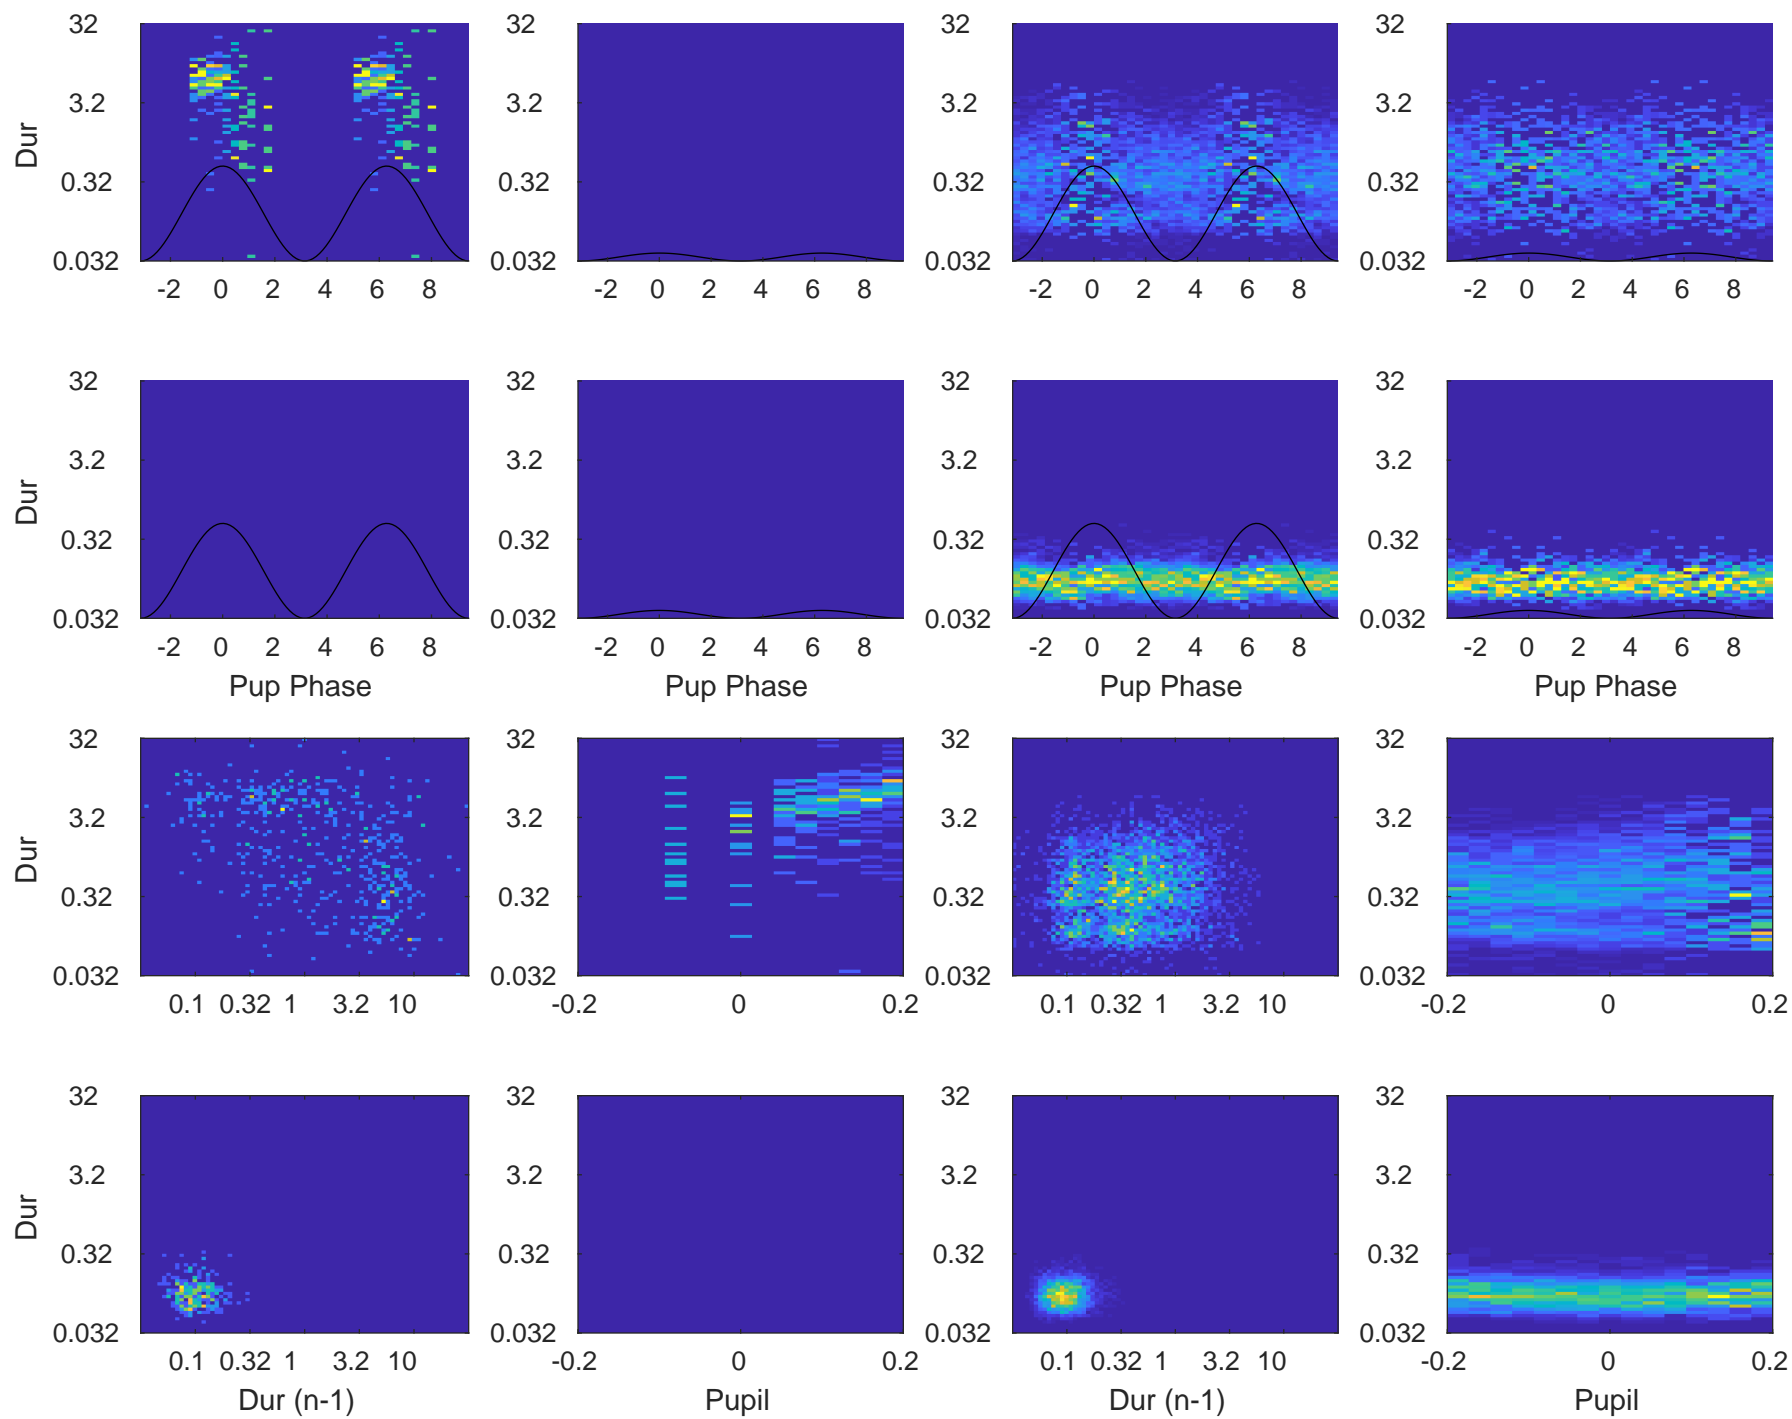 32 32 32 32
3.2 3.2 3.2 3.2
Dur
0.32 0.32 0.32 0.32
0.032 0.032 0.032 0.032
-2 0 2 4 6 8 -2 0 2 4 6 8 -2 0 2 4 6 8 -2 0 2 4 6 8
32 32 32 32
3.2 3.2 3.2 3.2
Dur
0.32 0.32 0.32 0.32
0.032 0.032 0.032 0.032
-2 0 2 4 6 8 -2 0 2 4 6 8 -2 0 2 4 6 8 -2 0 2 4 6 8
Pup Phase Pup Phase Pup Phase Pup Phase
32 32 32 32
3.2 3.2 3.2 3.2
Dur
0.32 0.32 0.32 0.32
0.032 0.032 0.032 0.032
0.1 0.32 1 3.2 10 -0.2 0 0.2 0.1 0.32 1 3.2 10 -0.2 0 0.2
32 32 32 32
3.2 3.2 3.2 3.2
Dur
0.32 0.32 0.32 0.32
0.032 0.032 0.032 0.032
0.1 0.32 1 3.2 10 -0.2 0 0.2 0.1 0.32 1 3.2 10 -0.2 0 0.2
Dur (n-1) Pupil Dur (n-1) Pupil